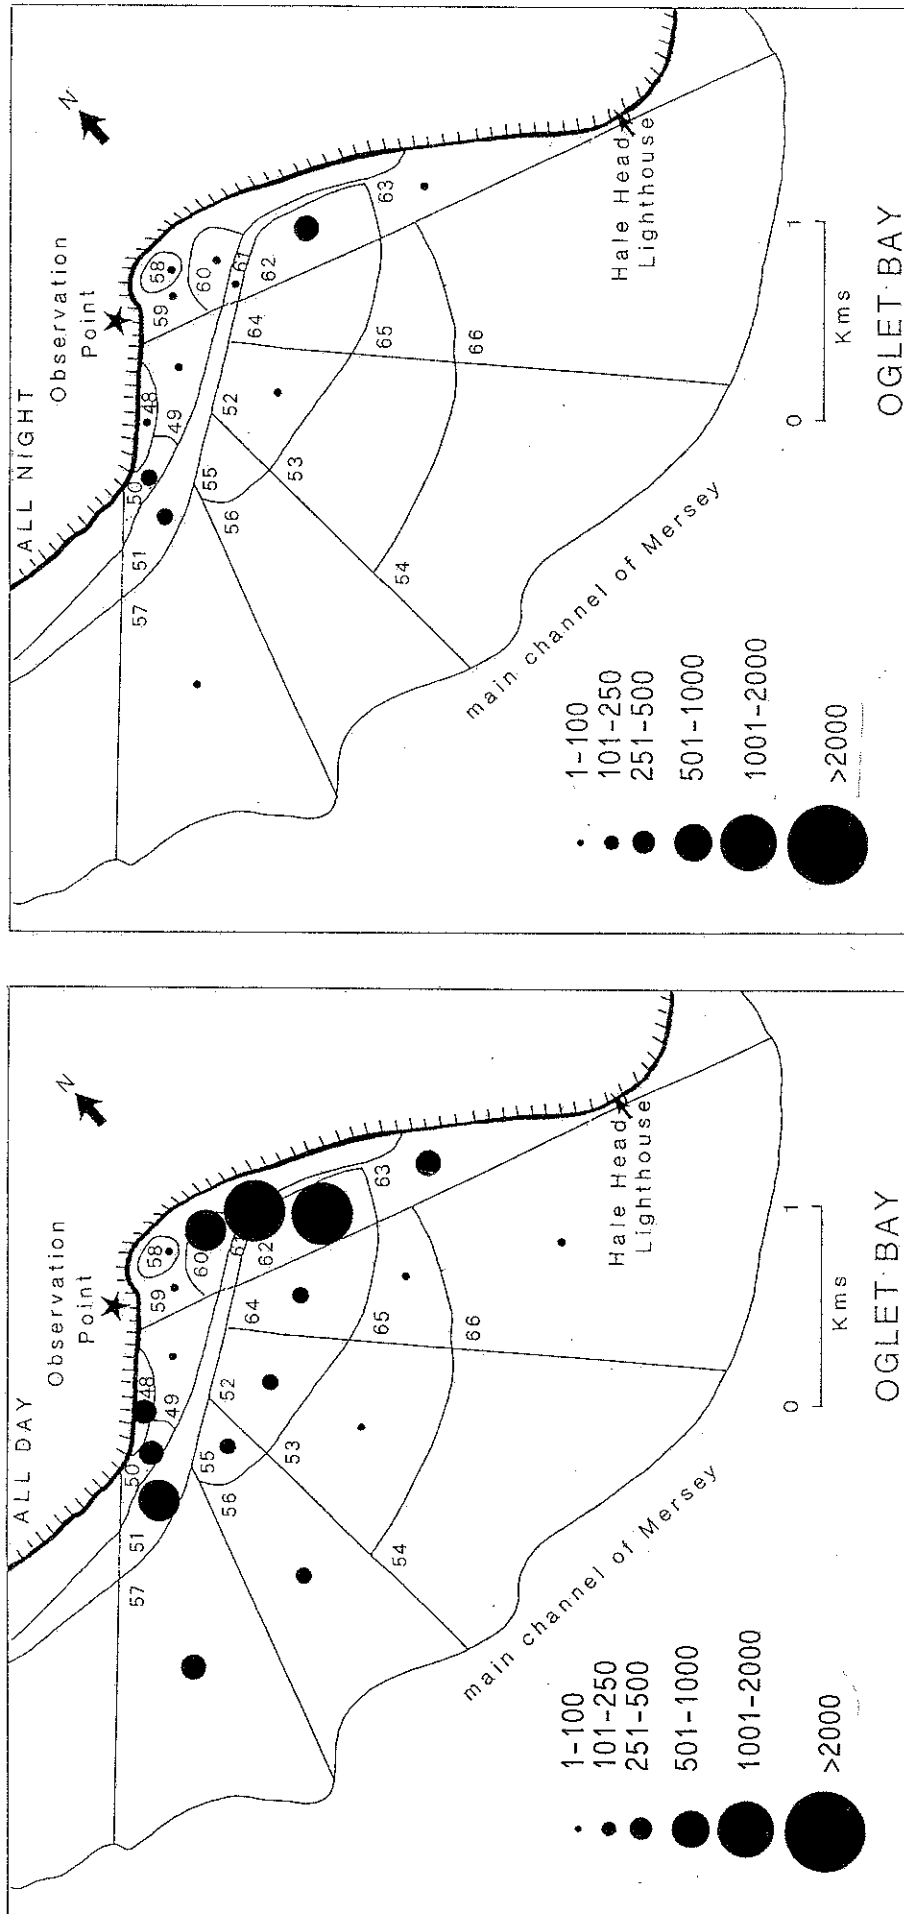 ALL NIGHT
N
Observation
Point
58
59
60
61
62
63
48
49
50
51
52
53
54
55
56
57
64
65
66
Hale Head
Lighthouse
main channel of Mersey
1-100
101-250
251-500
501-1000
1001-2000
>2000
0 1
Kms
OGLET BAY
ALL DAY
N
Observation
Point
58
59
60
62
63
48
49
50
51
52
53
54
55
56
57
64
65
66
Hale Head
Lighthouse
main channel of Mersey
1-100
101-250
251-500
501-1000
1001-2000
>2000
0 1
Kms
OGLET BAY